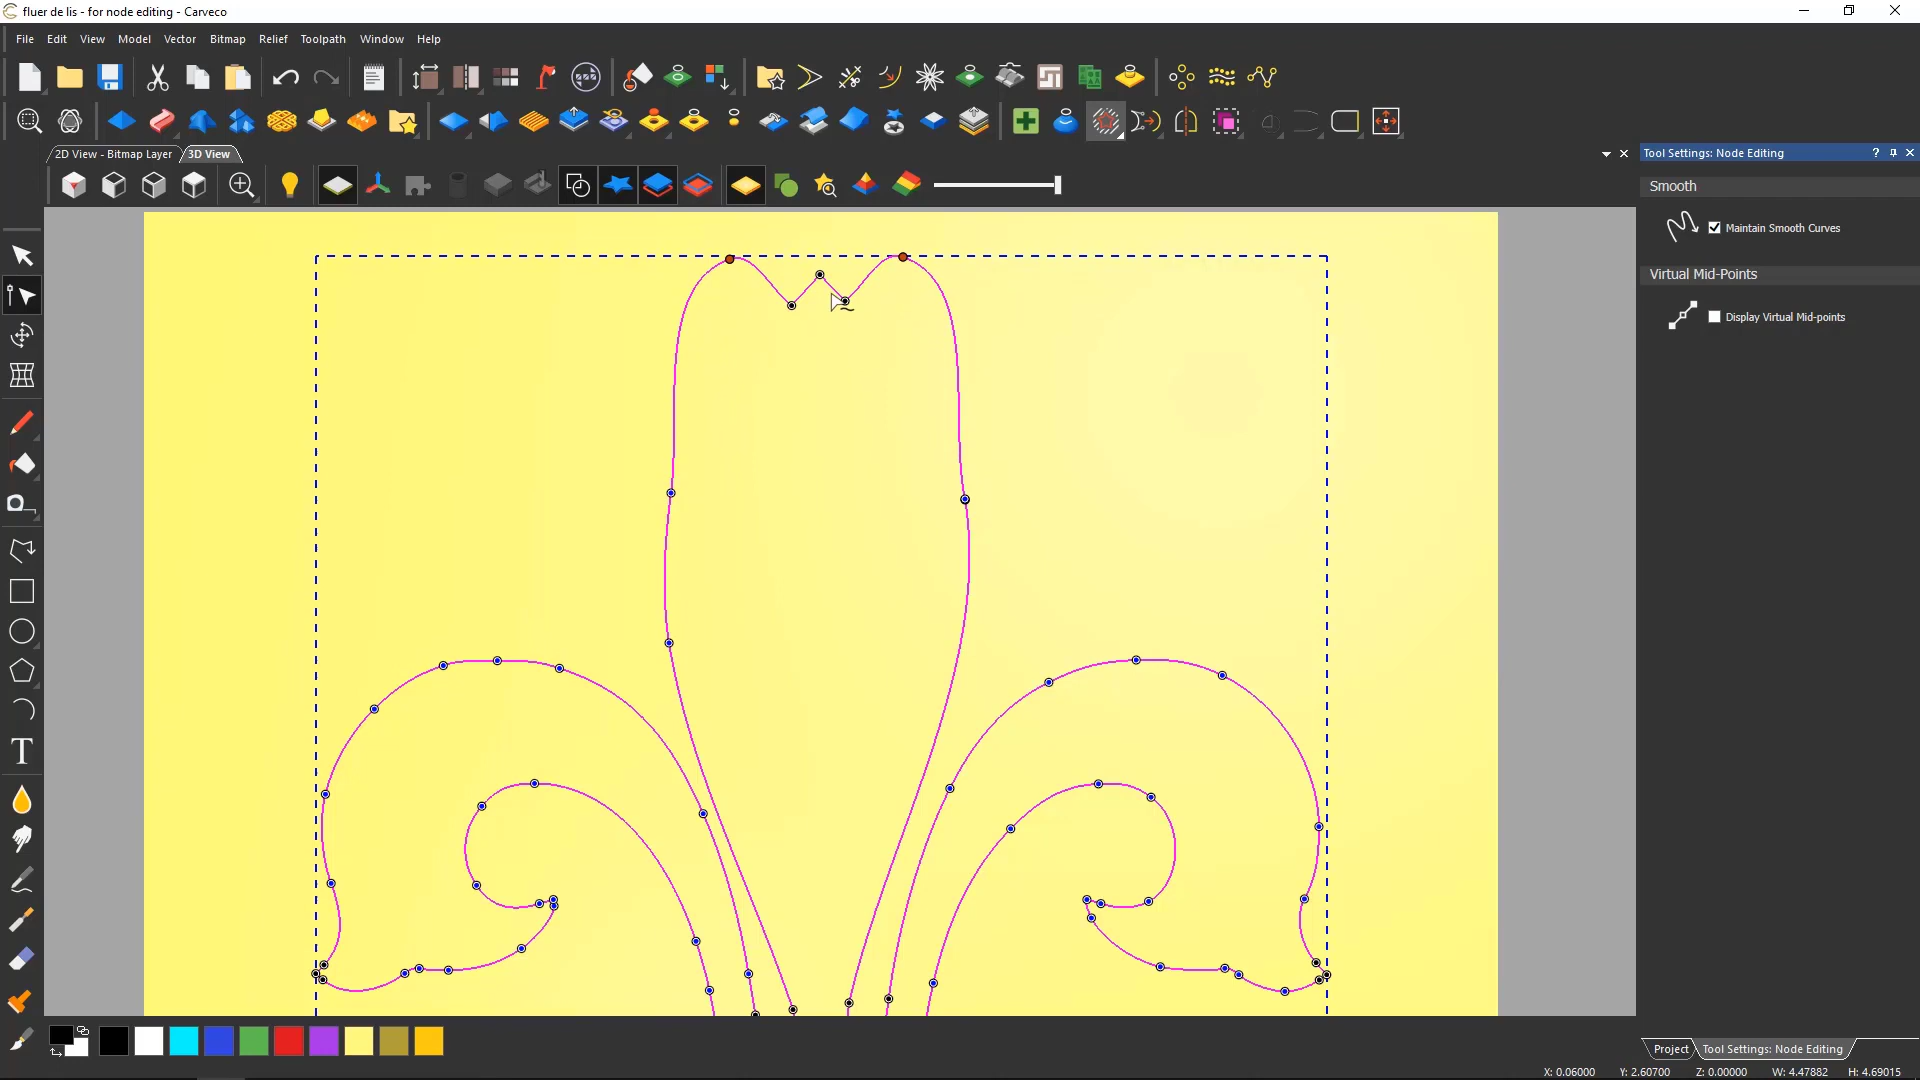 fluer de lis - for node editing - Carveco
File Edit View Model Vector Bitmap Relief Toolpath Window Help
2D View - Bitmap Layer 3D View
Tool Settings: Node Editing
Smooth
Maintain Smooth Curves
Virtual Mid-Points
Display Virtual Mid-points
Project Tool Settings: Node Editing
X: 0.06000 Y: 2.60700 Z: 0.00000 W: 4.47882 H: 4.69015